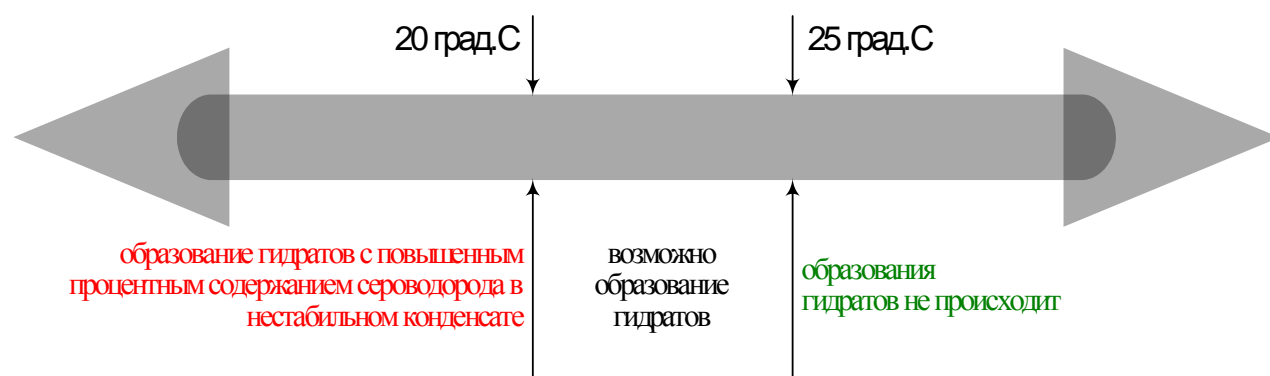 20 град.С
25 град.С
образование гидратов с повышенным
процентным содержанием сероводорода в
нестабильном конденсате
возможно
образование
гидратов
образования
гидратов не происходит